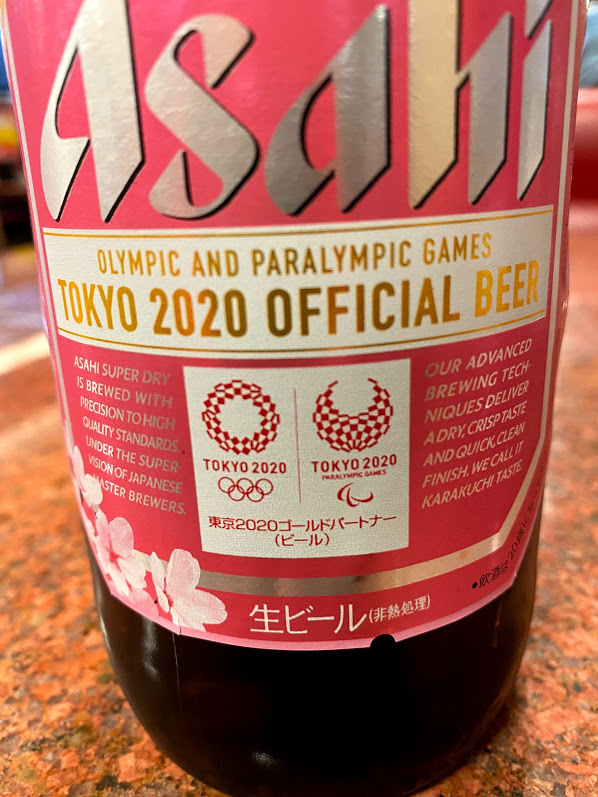 Asahi
OLYMPIC AND PARALYMPIC GAMES
TOKYO 2020 OFFICIAL BEER
ASAHI SUPER DRY
IS BREWED WITH
PRECISION TO HIGH
QUALITY STANDARDS,
UNDER THE SUPER-
VISION OF JAPANESE
MASTER BREWERS.
TOKYO 2020
TOKYO 2020
PARALYMPIC GAMES
東京2020ゴールドパートナー
(ビール)
OUR ADVANCED
BREWING TECH-
NIQUES DELIVER
A DRY, CRISP TASTE
AND QUICK, CLEAN
FINISH. WE CALL IT
KARAKUCHI TASTE.
生ビール(非熱処理)
•飲酒は20歳に